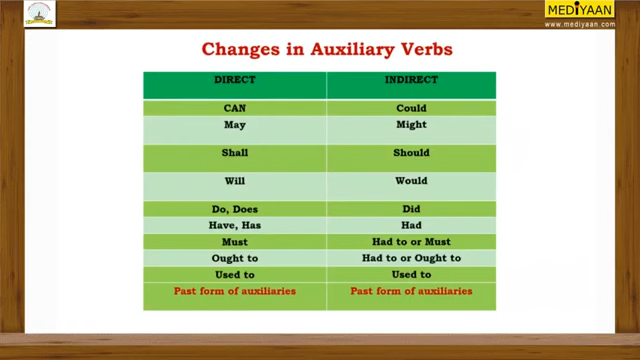 MEDIYAAN
www.mediyaan.com
Changes in Auxiliary Verbs
DIRECT INDIRECT
CAN Could
May Might
Shall Should
Will Would
Do, Does Did
Have, Has Had
Must Had to or Must
Ought to Had to or Ought to
Used to Used to
Past form of auxiliaries Past form of auxiliaries